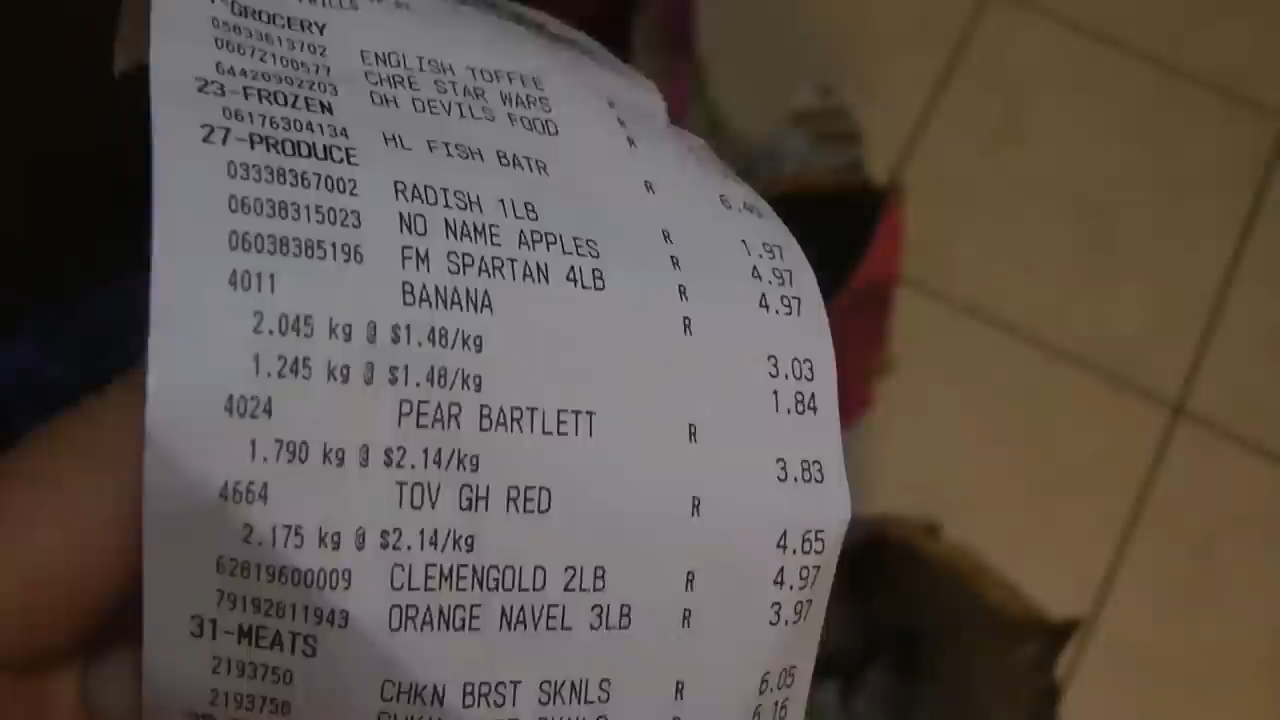 GROCERY
05833613702 ENGLISH TOFFEE R
06672100577 CHRE STAR WARS R
64420902203 DH DEVILS FOOD R
23-FROZEN
06176304134 HL FISH BATR R 6.49
27-PRODUCE
03338367002 RADISH 1LB R 1.97
06038315023 NO NAME APPLES R 4.97
06038385196 FM SPARTAN 4LB R 4.97
4011 BANANA R
2.045 kg @ $1.48/kg 3.03
1.245 kg @ $1.48/kg 1.84
4024 PEAR BARTLETT R
1.790 kg @ $2.14/kg 3.83
4664 TOV GH RED R
2.175 kg @ $2.14/kg 4.65
62819600009 CLEMENGOLD 2LB R 4.97
79192811943 ORANGE NAVEL 3LB R 3.97
31-MEATS
2193750 CHKN BRST SKNLS R 6.05
2193750 R 6.16